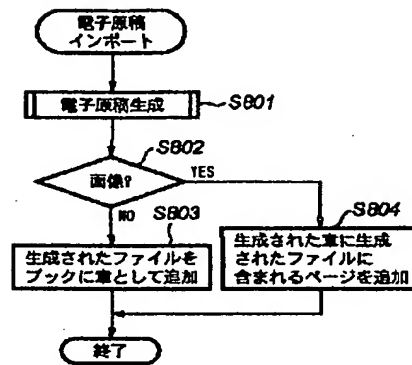 電子原稿
インポート
電子原稿生成
S801
S802
画像?
YES
NO
S803
生成されたファイルを
ブックに章として追加
S804
生成された章に生成
されたファイルに
含まれるページを追加
終了